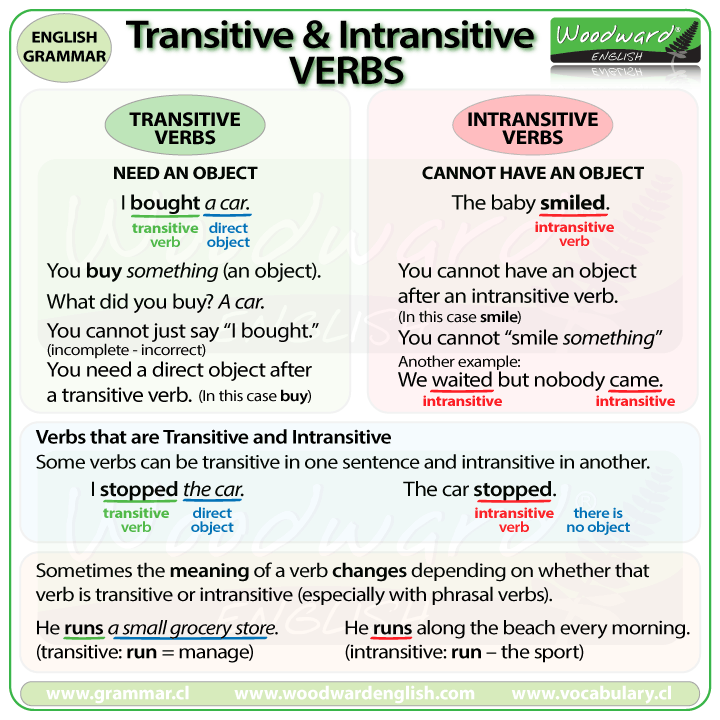 ENGLISH
GRAMMAR
Transitive & Intransitive
VERBS
Woodward®
ENGLISH
TRANSITIVE
VERBS
NEED AN OBJECT
I bought a car.
transitive direct
verb object
You buy something (an object).
What did you buy? A car.
You cannot just say “I bought.”
(incomplete - incorrect)
You need a direct object after
a transitive verb. (In this case buy)
INTRANSITIVE
VERBS
CANNOT HAVE AN OBJECT
The baby smiled.
intransitive
verb
You cannot have an object
after an intransitive verb.
(In this case smile)
You cannot “smile something”
Another example:
We waited but nobody came.
intransitive intransitive
Verbs that are Transitive and Intransitive
Some verbs can be transitive in one sentence and intransitive in another.
I stopped the car.
transitive direct
verb object
The car stopped.
intransitive there is
verb no object
Sometimes the meaning of a verb changes depending on whether that
verb is transitive or intransitive (especially with phrasal verbs).
He runs a small grocery store.
(transitive: run = manage)
He runs along the beach every morning.
(intransitive: run – the sport)
www.grammar.cl www.woodwardenglish.com www.vocabulary.cl
Woodward®
ENGLISH
Woodward®
ENGLISH